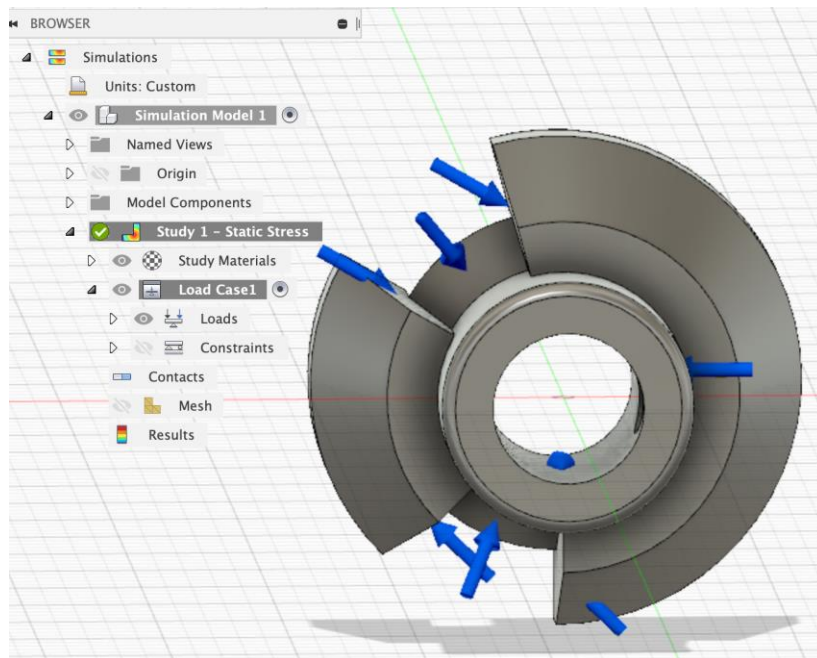 BROWSER
Simulations
Units: Custom
Simulation Model 1
Named Views
Origin
Model Components
Study 1 - Static Stress
Study Materials
Load Case1
Loads
Constraints
Contacts
Mesh
Results